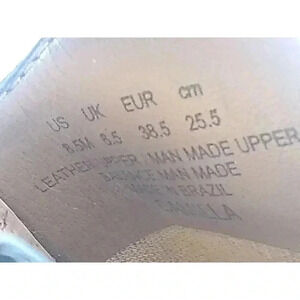 US UK EUR cm
8.5M 6.5 38.5 25.5
LEATHER UPPER / MAN MADE UPPER
BALANCE MAN MADE
MADE IN BRAZIL